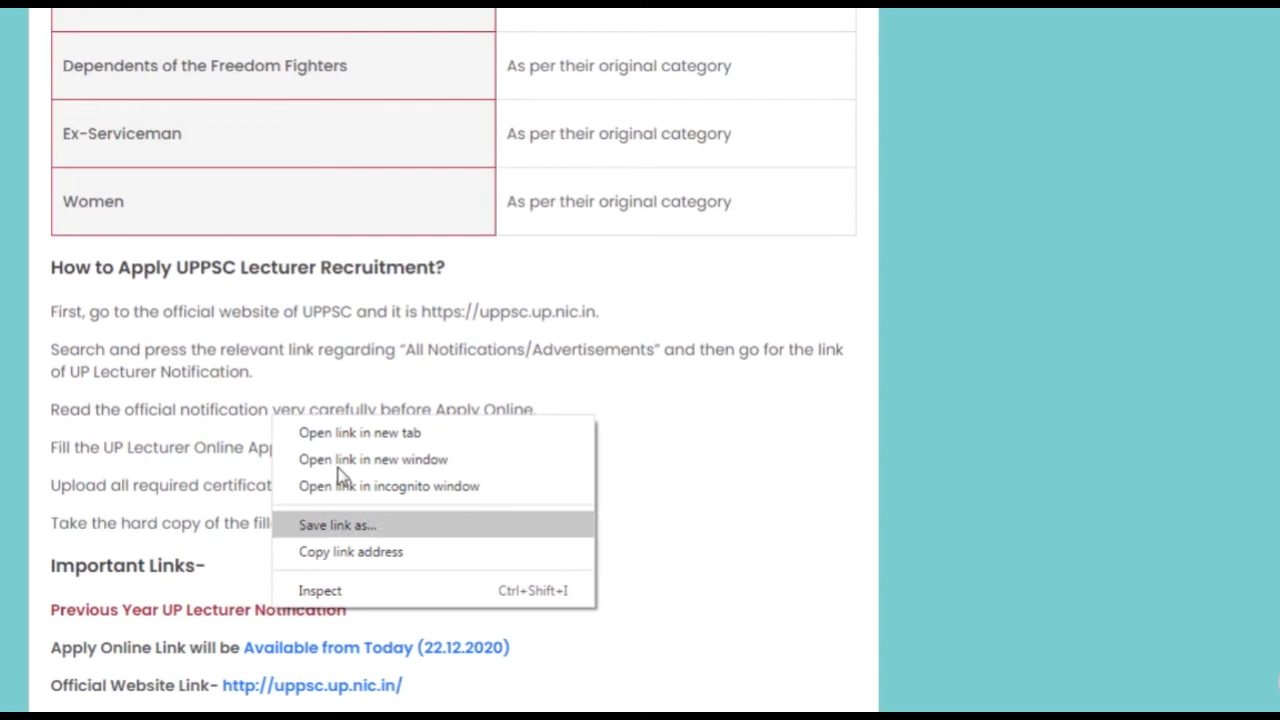 Dependents of the Freedom Fighters As per their original category
Ex-Serviceman As per their original category
Women As per their original category
How to Apply UPPSC Lecturer Recruitment?
First, go to the official website of UPPSC and it is https://uppsc.up.nic.in.
Search and press the relevant link regarding “All Notifications/Advertisements” and then go for the link
of UP Lecturer Notification.
Read the official notification very carefully before Apply Online.
Open link in new tab
Fill the UP Lecturer Online App
Open link in new window
Upload all required certificat
Open link in incognito window
Take the hard copy of the fill
Save link as...
Copy link address
Important Links-
Inspect Ctrl+Shift+I
Previous Year UP Lecturer Notification
Apply Online Link will be Available from Today (22.12.2020)
Official Website Link- http://uppsc.up.nic.in/